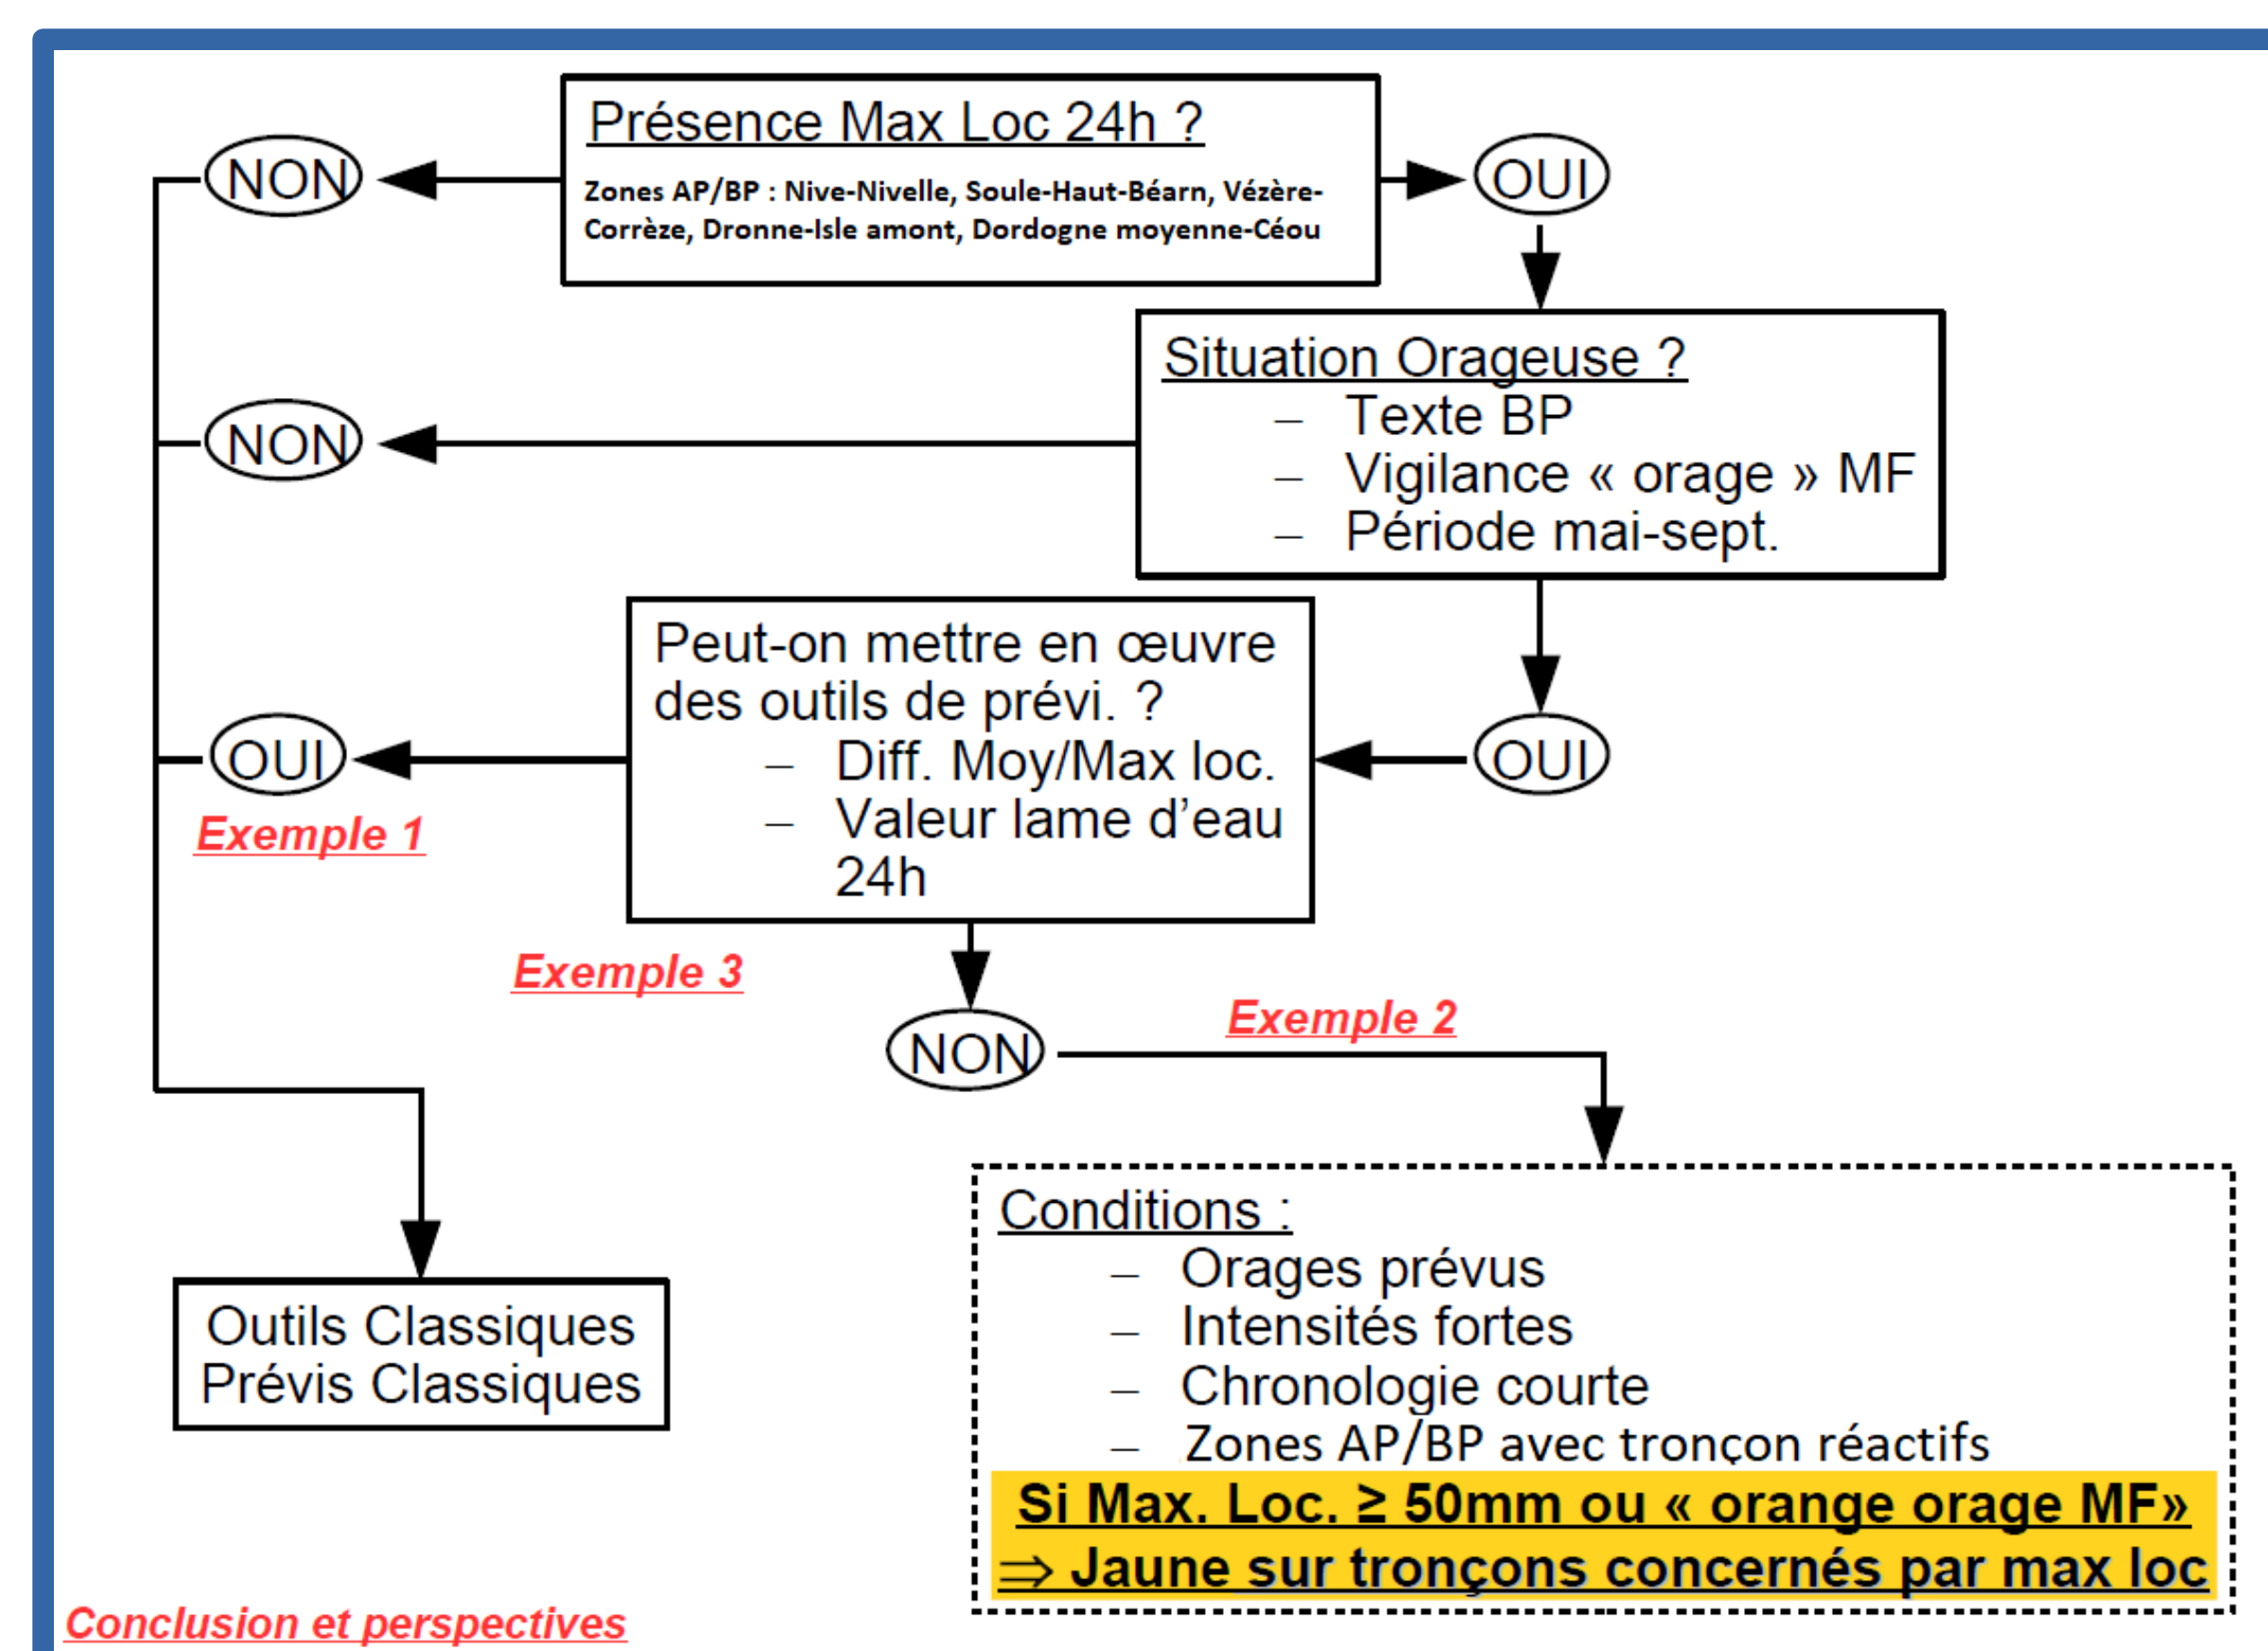 Présence Max Loc 24h ?
Zones AP/BP : Nive-Nivelle, Soule-Haut-Béarn, Vézère-
Corrèze, Dronne-Isle amont, Dordogne moyenne-Céou
NON
OUI
Situation Orageuse ?
– Texte BP
– Vigilance « orage » MF
– Période mai-sept.
NON
Peut-on mettre en œuvre
des outils de prévi. ?
– Diff. Moy/Max loc.
– Valeur lame d’eau
24h
OUI
OUI
Exemple 1
Exemple 3
NON
Exemple 2
Conditions :
– Orages prévus
– Intensités fortes
– Chronologie courte
– Zones AP/BP avec tronçon réactifs
Si Max. Loc. ≥ 50mm ou « orange orage MF»
⇒ Jaune sur tronçons concernés par max loc
Outils Classiques
Prévis Classiques
Conclusion et perspectives